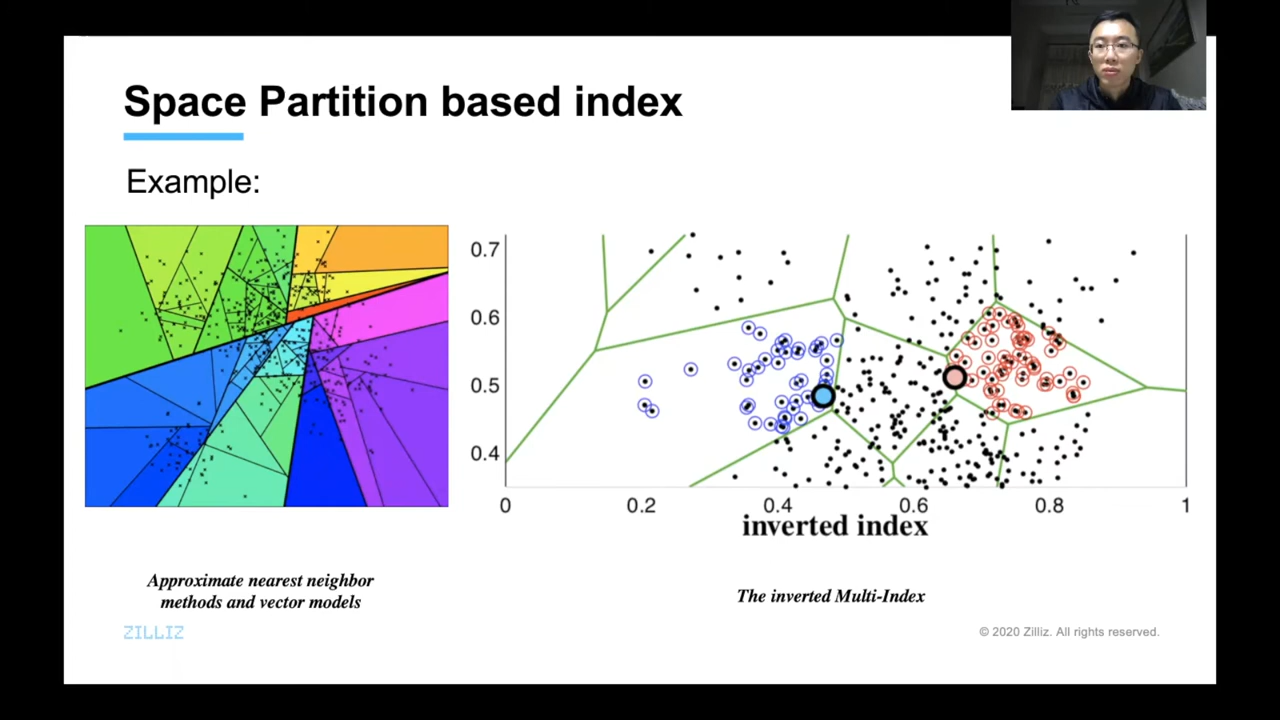 Space Partition based index
Example:
0.7
0.6
0.5
0.4
0 0.2 0.4 0.6 0.8 1
inverted index
Approximate nearest neighbor
methods and vector models
The inverted Multi-Index
ZILLIZ
© 2020 Zilliz. All rights reserved.